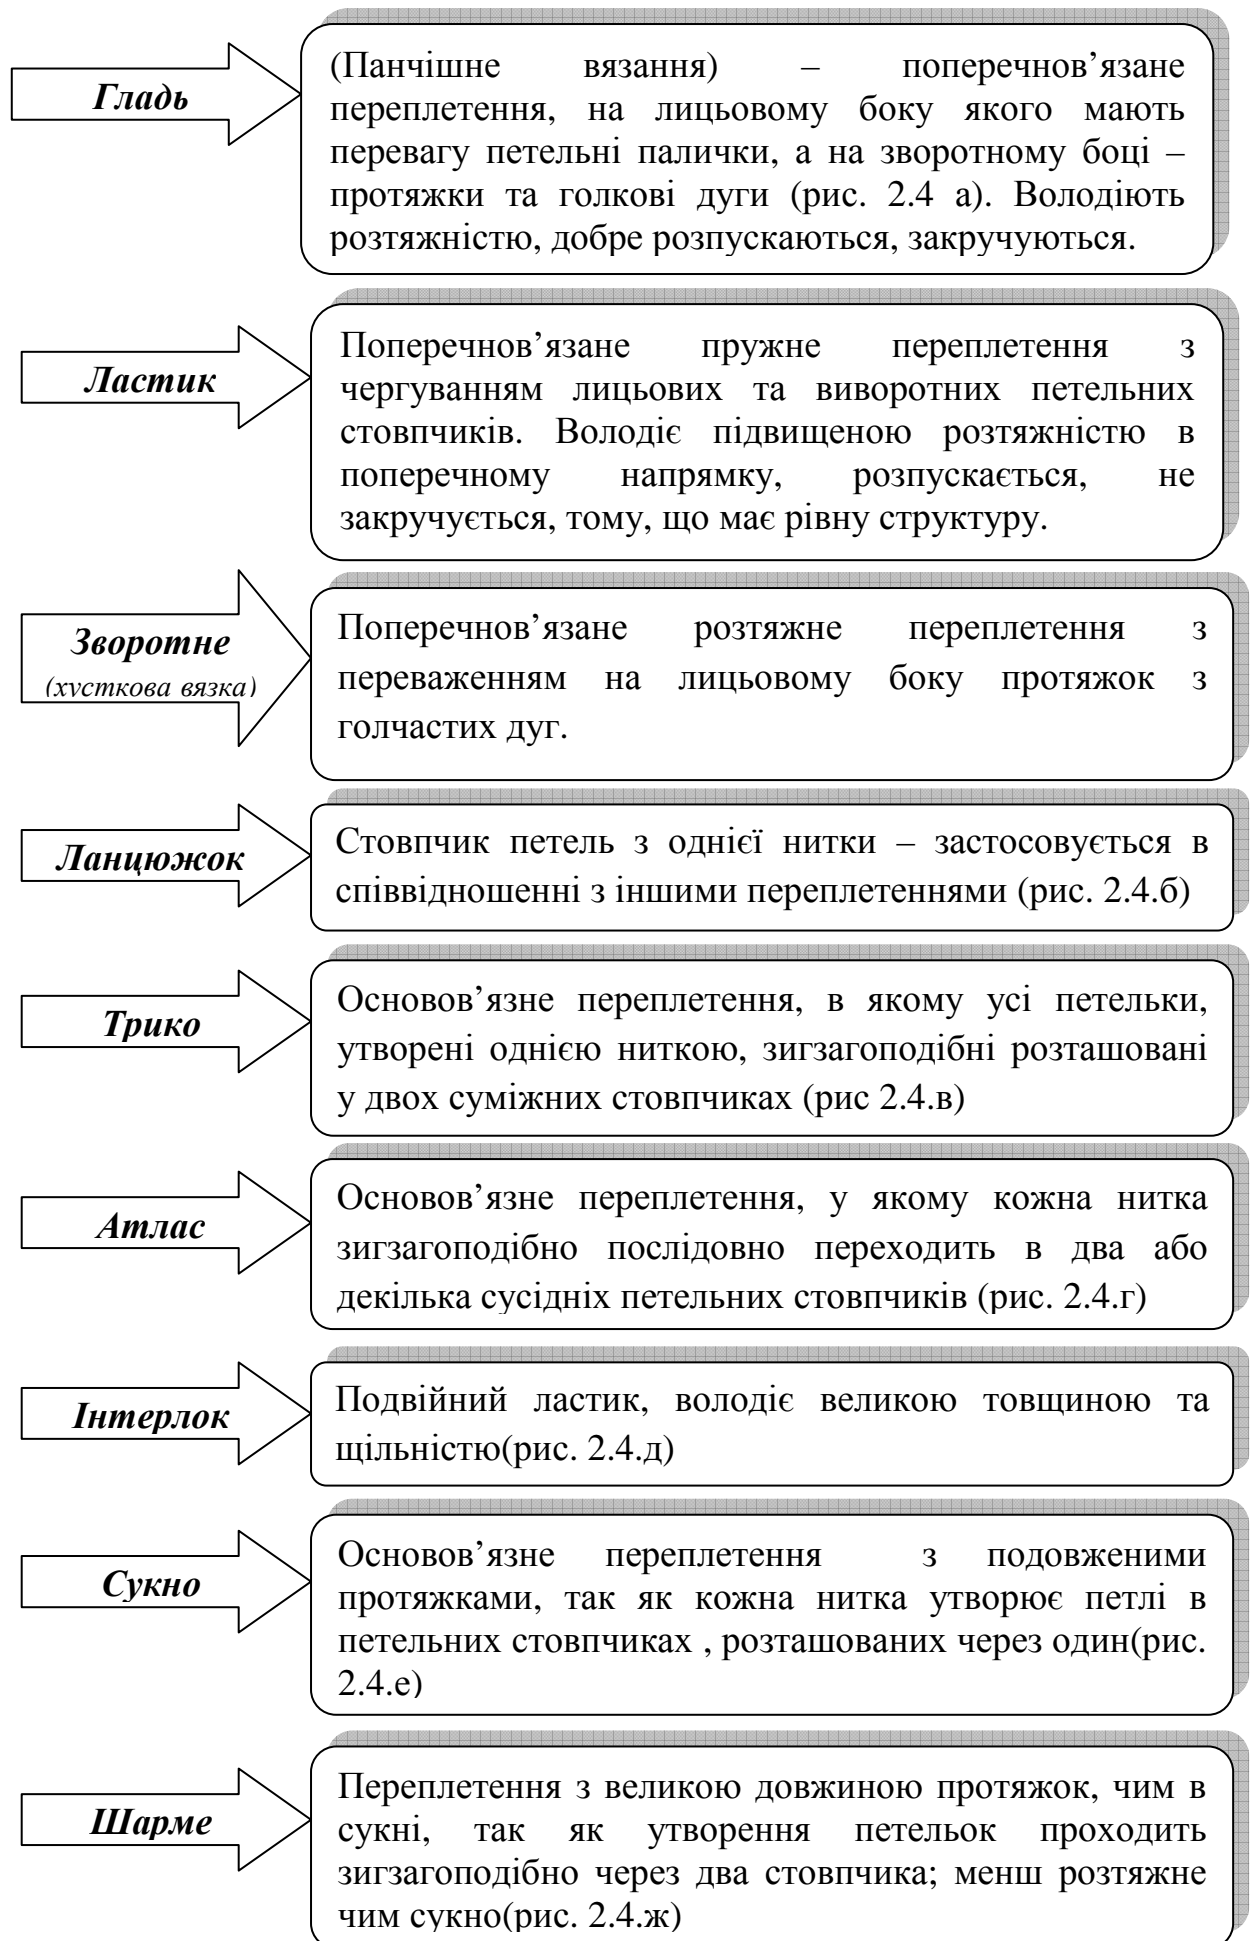 Гладь
(Панчішне вязання) – поперечнов’язане
переплетення, на лицьовому боку якого мають
перевагу петельні палички, а на зворотному боці –
протяжки та голкові дуги (рис. 2.4 а). Володіють
розтяжністю, добре розпускаються, закручуються.
Ластик
Поперечнов’язане пружне переплетення з
чергуванням лицьових та виворотних петельних
стовпчиків. Володіє підвищеною розтяжністю в
поперечному напрямку, розпускається, не
закручується, тому, що має рівну структуру.
Зворотне
(хусткова вязка)
Поперечнов’язане розтяжне переплетення з
переваженням на лицьовому боку протяжок з
голчастих дуг.
Ланцюжок
Стовпчик петель з однієї нитки – застосовується в
співвідношенні з іншими переплетеннями (рис. 2.4.б)
Трико
Основов’язне переплетення, в якому усі петельки,
утворені однією ниткою, зигзагоподібні розташовані
у двох суміжних стовпчиках (рис 2.4.в)
Атлас
Основов’язне переплетення, у якому кожна нитка
зигзагоподібно послідовно переходить в два або
декілька сусідніх петельних стовпчиків (рис. 2.4.г)
Інтерлок
Подвійний ластик, володіє великою товщиною та
щільністю(рис. 2.4.д)
Сукно
Основов’язне переплетення з подовженими
протяжками, так як кожна нитка утворює петлі в
петельних стовпчиках , розташованих через один(рис.
2.4.е)
Шарме
Переплетення з великою довжиною протяжок, чим в
сукні, так як утворення петельок проходить
зигзагоподібно через два стовпчика; менш розтяжне
чим сукно(рис. 2.4.ж)